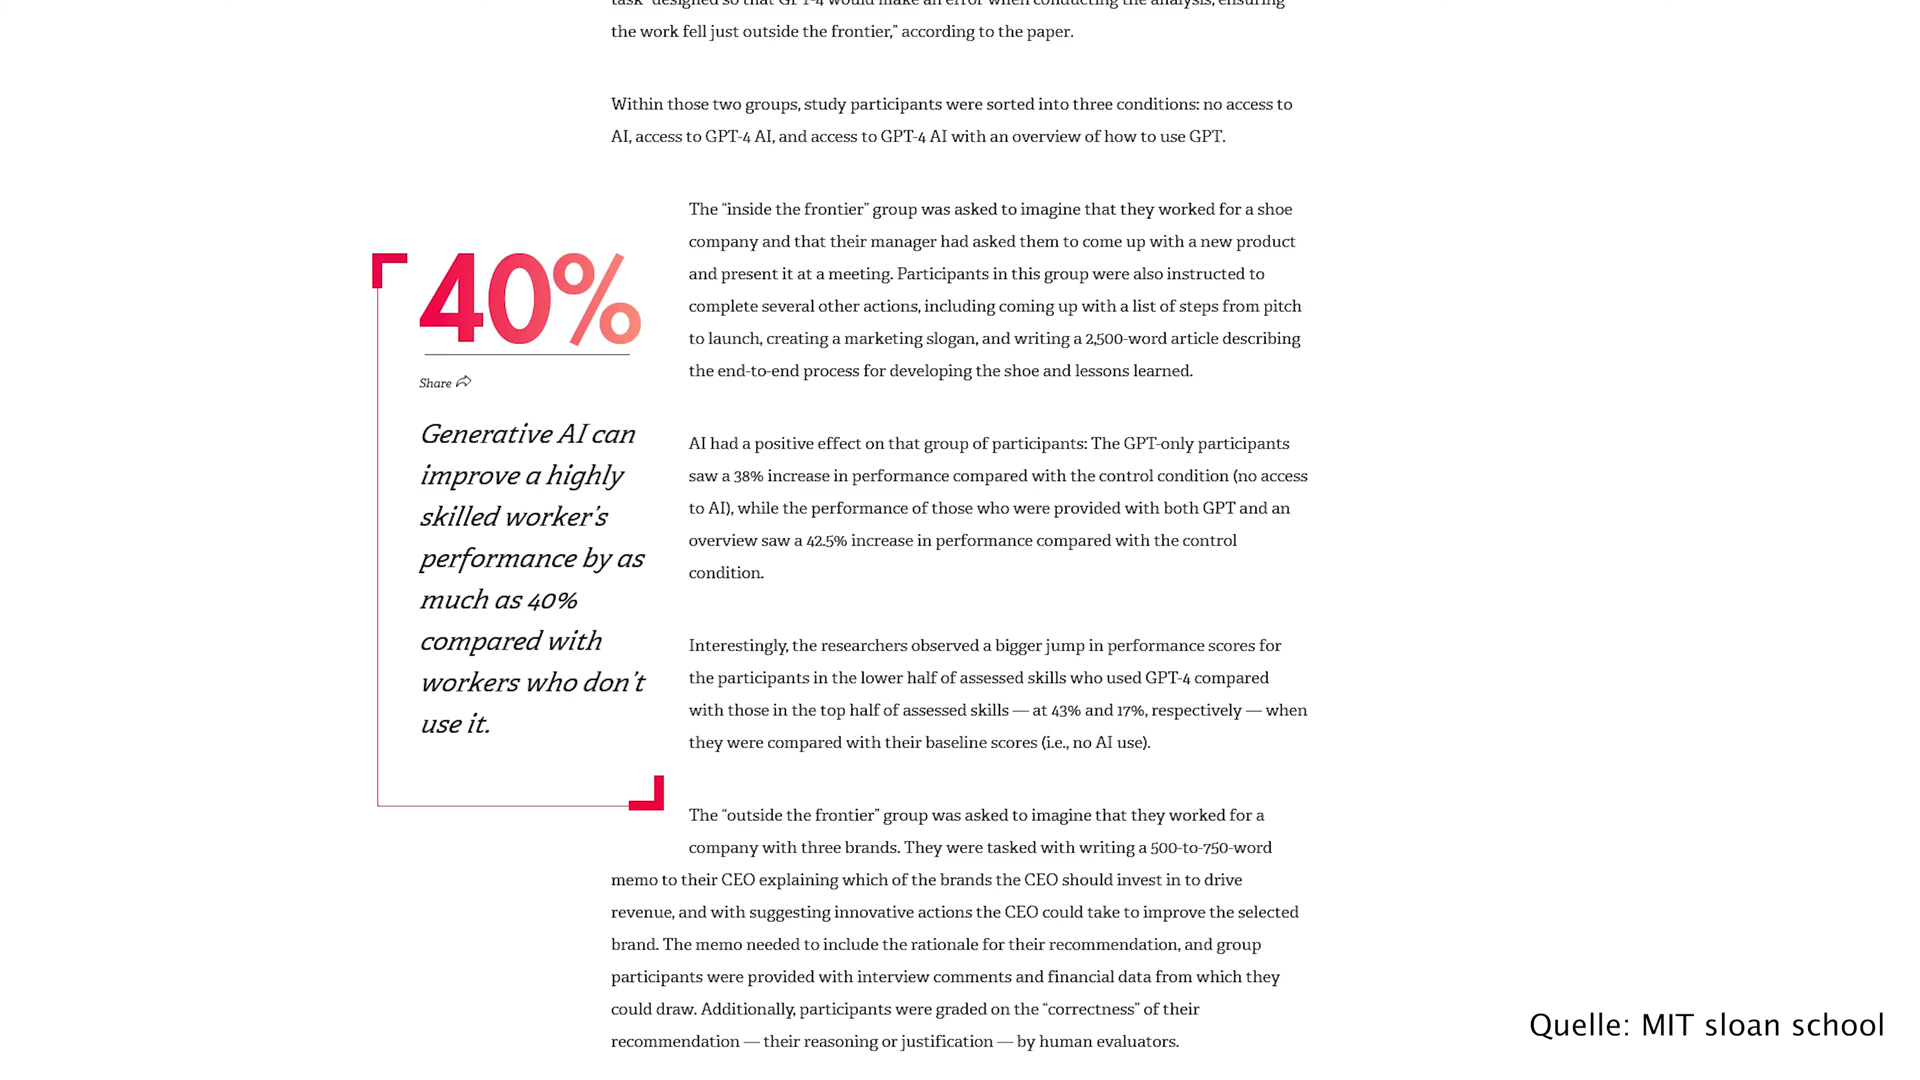 task "designed so that GPT-4 would make an error when conducting the analysis, ensuring
the work fell just outside the frontier," according to the paper.
Within those two groups, study participants were sorted into three conditions: no access to
AI, access to GPT-4 AI, and access to GPT-4 AI with an overview of how to use GPT.
40%
Share
Generative AI can
improve a highly
skilled worker's
performance by as
much as 40%
compared with
workers who don't
use it.
The “inside the frontier” group was asked to imagine that they worked for a shoe
company and that their manager had asked them to come up with a new product
and present it at a meeting. Participants in this group were also instructed to
complete several other actions, including coming up with a list of steps from pitch
to launch, creating a marketing slogan, and writing a 2,500-word article describing
the end-to-end process for developing the shoe and lessons learned.
AI had a positive effect on that group of participants: The GPT-only participants
saw a 38% increase in performance compared with the control condition (no access
to AI), while the performance of those who were provided with both GPT and an
overview saw a 42.5% increase in performance compared with the control
condition.
Interestingly, the researchers observed a bigger jump in performance scores for
the participants in the lower half of assessed skills who used GPT-4 compared
with those in the top half of assessed skills — at 43% and 17%, respectively — when
they were compared with their baseline scores (i.e., no AI use).
The “outside the frontier” group was asked to imagine that they worked for a
company with three brands. They were tasked with writing a 500-to-750-word
memo to their CEO explaining which of the brands the CEO should invest in to drive
revenue, and with suggesting innovative actions the CEO could take to improve the selected
brand. The memo needed to include the rationale for their recommendation, and group
participants were provided with interview comments and financial data from which they
could draw. Additionally, participants were graded on the “correctness” of their
recommendation — their reasoning or justification — by human evaluators.
Quelle: MIT sloan school